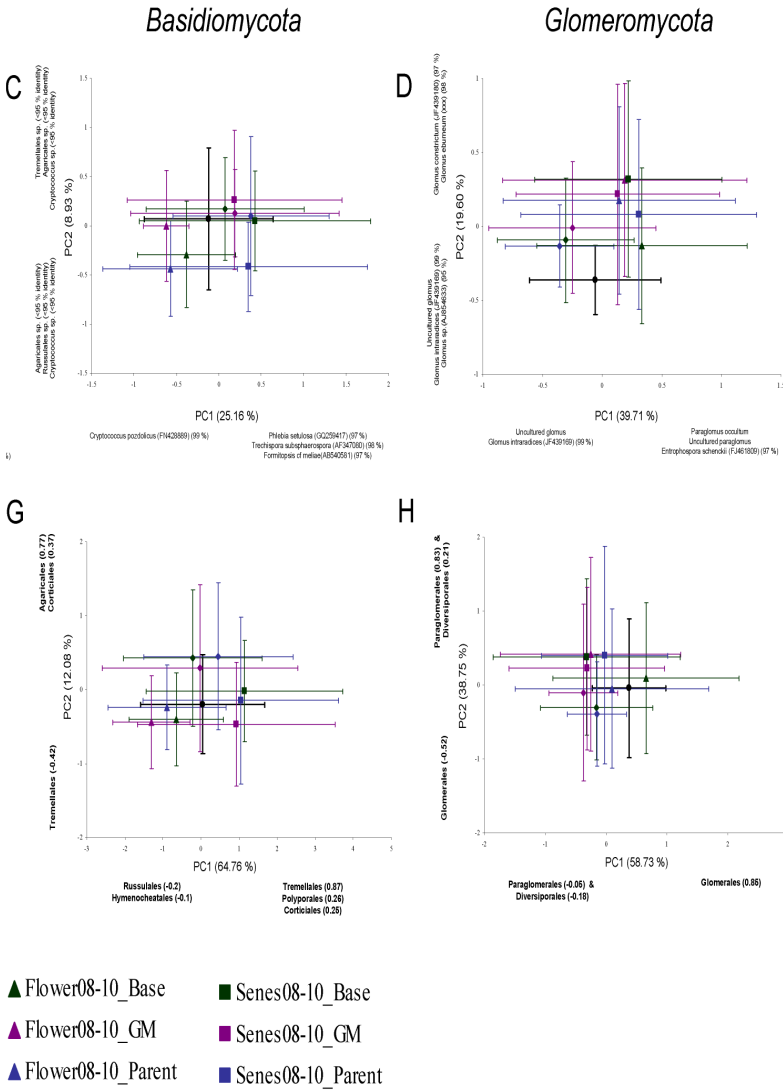 Basidiomycota
Glomeromycota
C
Tremellales sp. (<95 % identity)
Agaricales sp. (<95 % identity)
Cryptococcus sp. (<95 % identity)
Agaricales sp. (<95 % identity)
Russulales sp. (<95 % identity)
Cryptococcus sp. (<95 % identity)
PC2 (8.93 %)
1.5
1
0.5
0
-0.5
-1
-1.5
-1.5
-1
-0.5
0
0.5
1
1.5
2
PC1 (25.16 %)
Cryptococcus pozdolicus (FN428889) (99 %)
Phlebia setulosa (GQ259417) (97 %)
Trechispora subsphaerospora (AF347080) (98 %)
Formitopsis cf meliae(AB540581) (97 %)
D
Glomus constrictum (JF439180) (97 %)
Glomus eburneum (xxx) (98 %)
Uncultured glomus
Glomus intraradices (JF439169) (99 %)
Glomus sp (AJ854633) (95 %)
PC2 (19.60 %)
1
0.5
0
-0.5
-1
-1
-0.5
0
0.5
1
1.5
PC1 (39.71 %)
Uncultured glomus
Glomus intraradices (JF439169) (99 %)
Paraglomus occultum
Uncultured paraglomus
Entrophospora schenckii (FJ461809) (97 %)
G
Agaricales (0.77)
Corticiales (0.37)
Tremellales (-0.42)
PC2 (12.08 %)
2
1
0
-1
-2
-3
-2
-1
0
1
2
3
4
5
PC1 (64.76 %)
Russulales (-0.2)
Hymenocheatales (-0.1)
Tremellales (0.87)
Polyporales (0.26)
Corticiales (0.25)
H
Paraglomerales (0.83) &
Diversiporales (0.21)
Glomerales (-0.52)
PC2 (38.75 %)
2
1
0
-1
-2
-2
-1
0
1
2
PC1 (58.73 %)
Paraglomerales (-0.05) &
Diversiporales (-0.18)
Glomerales (0.85)
Flower08-10_Base
Senes08-10_Base
Flower08-10_GM
Senes08-10_GM
Flower08-10_Parent
Senes08-10_Parent